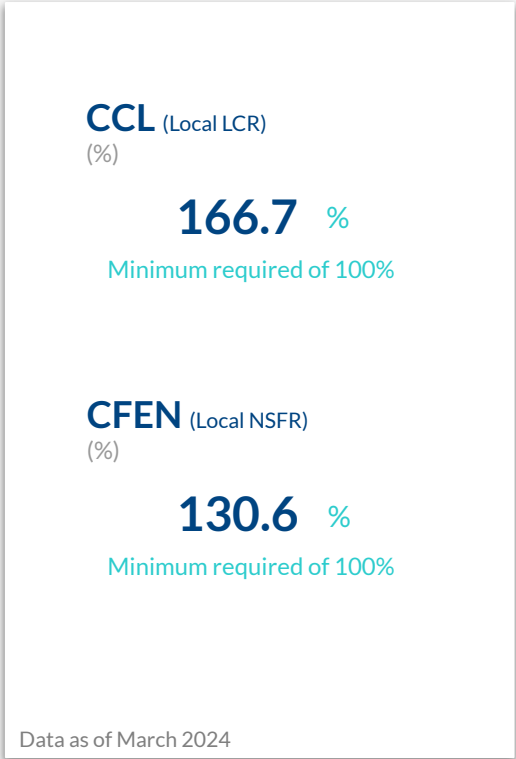 CCL (Local LCR)
(%)
166.7 %
Minimum required of 100%
CFEN (Local NSFR)
(%)
130.6 %
Minimum required of 100%
Data as of March 2024